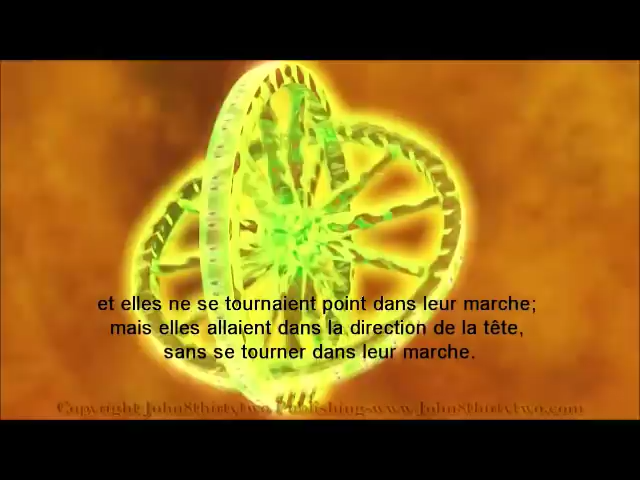 et elles ne se tournaient point dans leur marche;
mais elles allaient dans la direction de la tête,
sans se tourner dans leur marche.
Copyright John8thirtytwo Publishing-www.John8thirtytwo.com